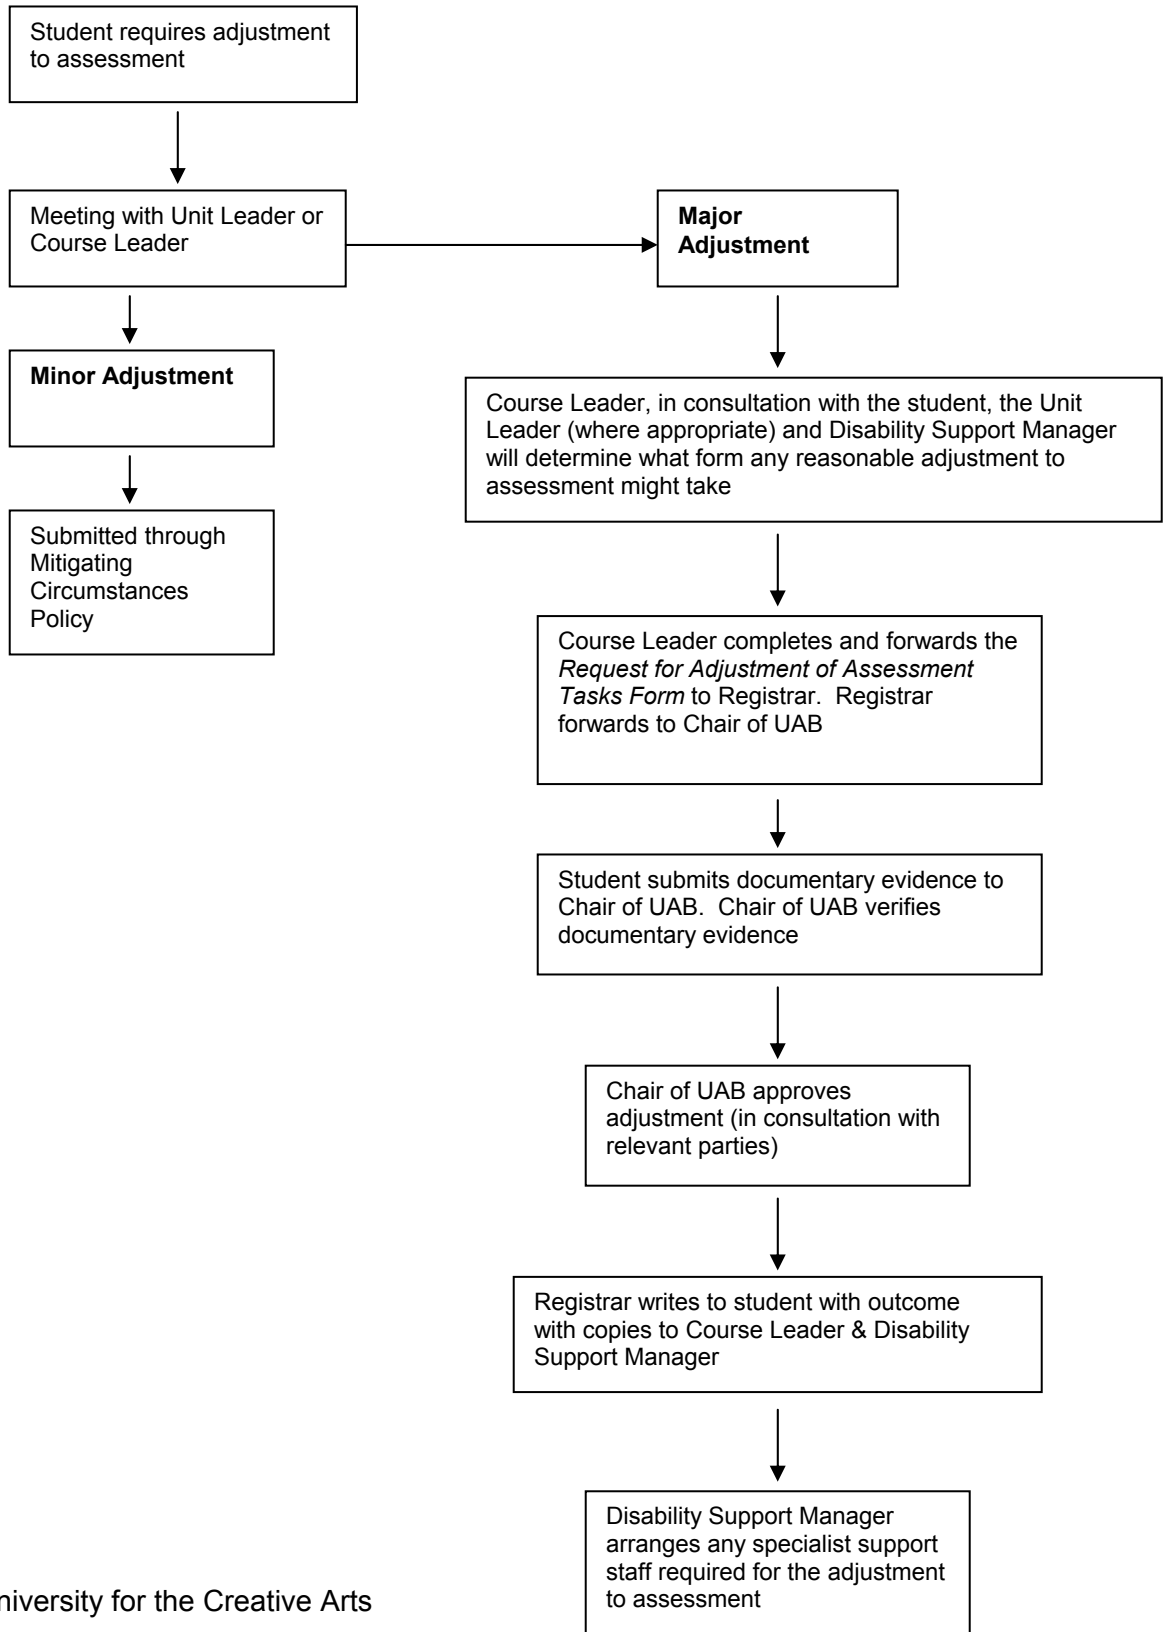 Student requires adjustment
to assessment
Meeting with Unit Leader or
Course Leader
Minor Adjustment
Submitted through
Mitigating
Circumstances
Policy
Major
Adjustment
Course Leader, in consultation with the student, the Unit
Leader (where appropriate) and Disability Support Manager
will determine what form any reasonable adjustment to
assessment might take
Course Leader completes and forwards the
Request for Adjustment of Assessment
Tasks Form to Registrar.  Registrar
forwards to Chair of UAB
Student submits documentary evidence to
Chair of UAB.  Chair of UAB verifies
documentary evidence
Chair of UAB approves
adjustment (in consultation with
relevant parties)
Registrar writes to student with outcome
with copies to Course Leader & Disability
Support Manager
Disability Support Manager
arranges any specialist support
staff required for the adjustment
to assessment
niversity for the Creative Arts